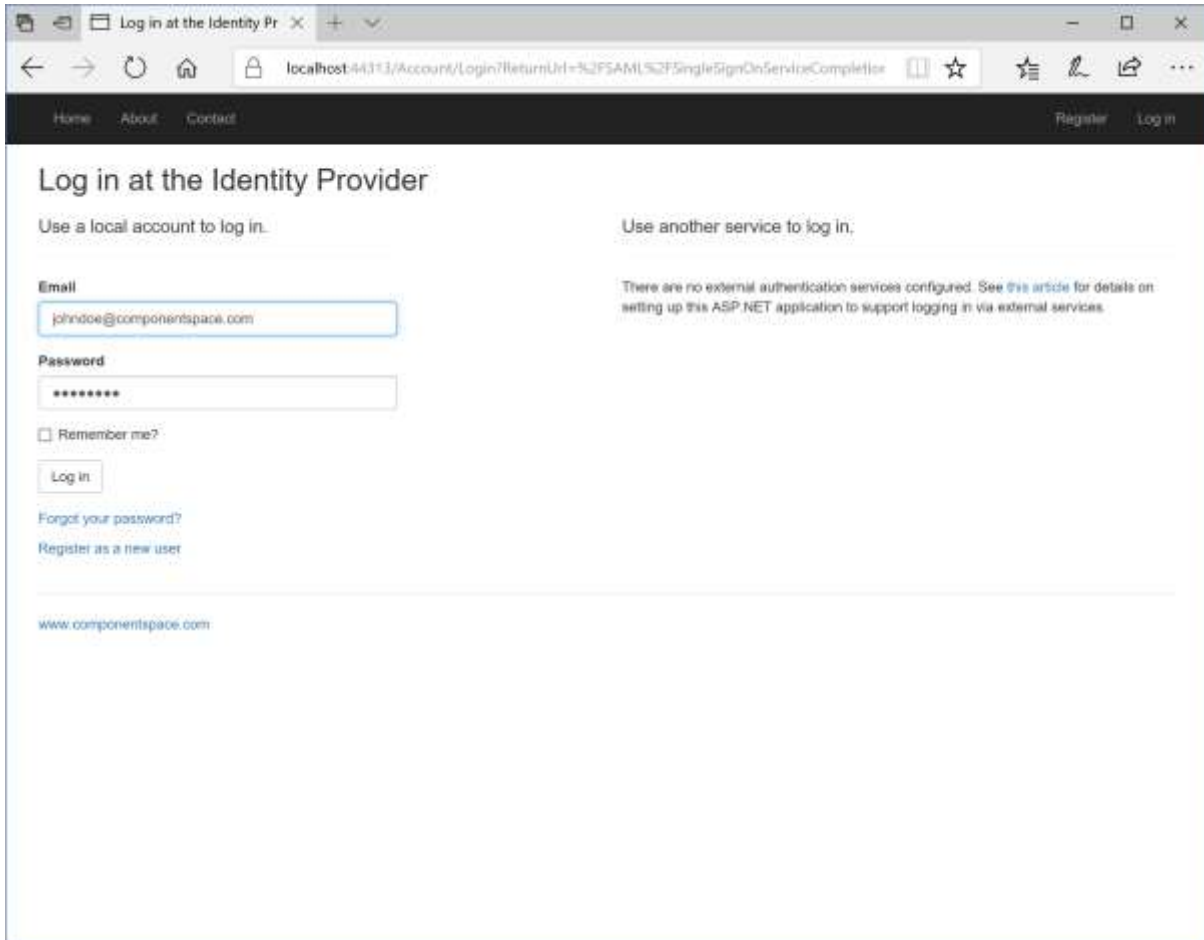 Log in at the Identity Pr
localhost:44313/Account/Login?ReturnUrl=%2FSAML%2FSingleSignOnServiceCompletion
Home About Contact Register Log in
Log in at the Identity Provider
Use a local account to log in.
Use another service to log in.
Email
johndoe@componentspace.com
Password
••••••••
Remember me?
Log in
Forgot your password?
Register as a new user
There are no external authentication services configured. See this article for details on
setting up this ASP.NET application to support logging in via external services.
www.componentspace.com